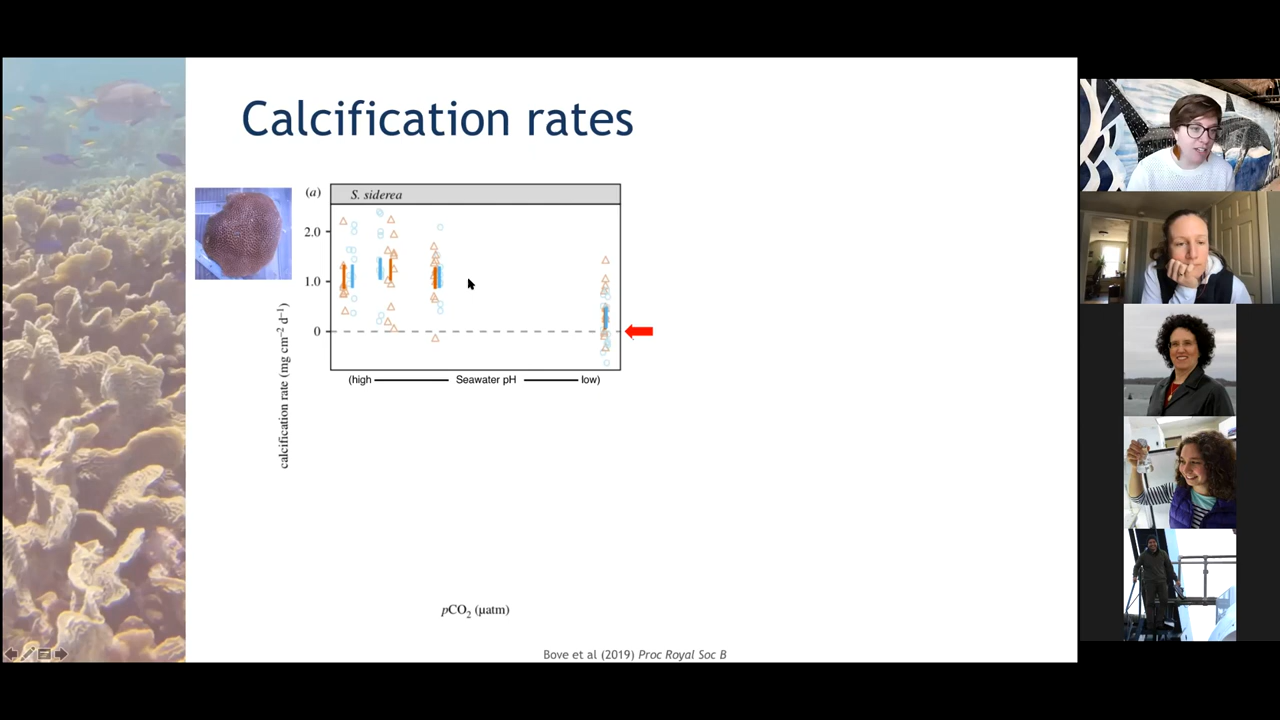 Calcification rates
(a)
S. siderea
2.0
1.0
0
calcification rate (mg cm⁻² d⁻¹)
(high
Seawater pH
low)
pCO₂ (µatm)
Bove et al (2019) Proc Royal Soc B